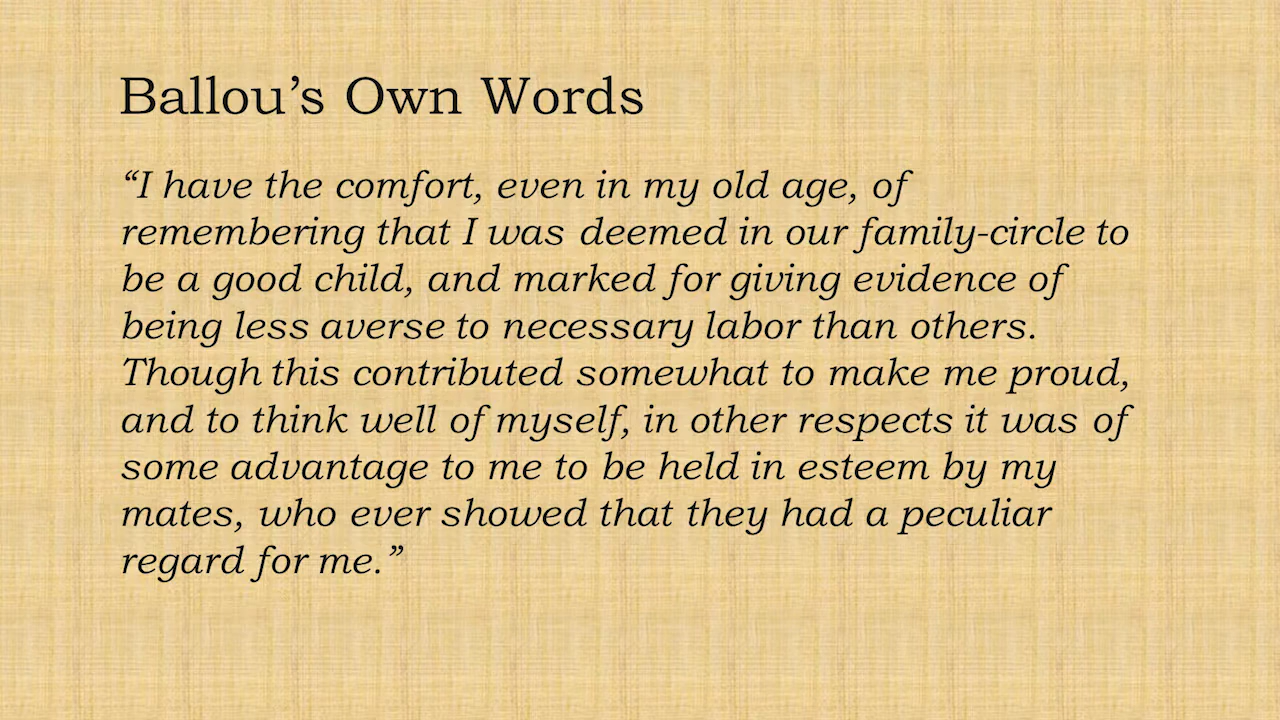 Ballou’s Own Words
“I have the comfort, even in my old age, of
remembering that I was deemed in our family-circle to
be a good child, and marked for giving evidence of
being less averse to necessary labor than others.
Though this contributed somewhat to make me proud,
and to think well of myself, in other respects it was of
some advantage to me to be held in esteem by my
mates, who ever showed that they had a peculiar
regard for me.”